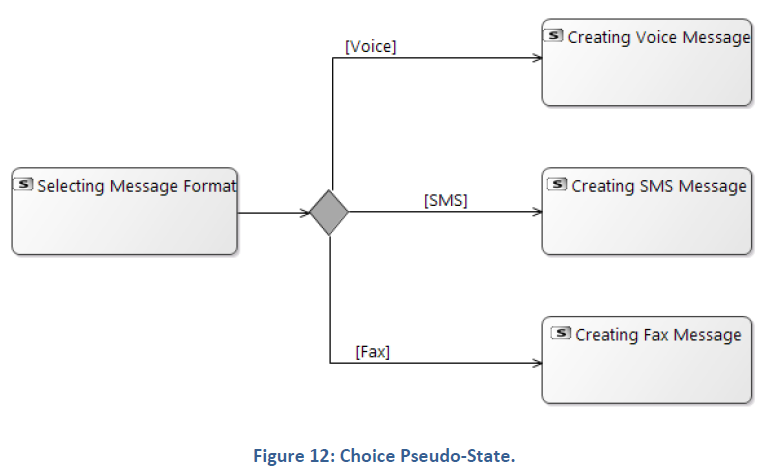 [Voice]
S Creating Voice Message
S Selecting Message Format
[SMS]
S Creating SMS Message
[Fax]
S Creating Fax Message
Figure 12: Choice Pseudo-State.